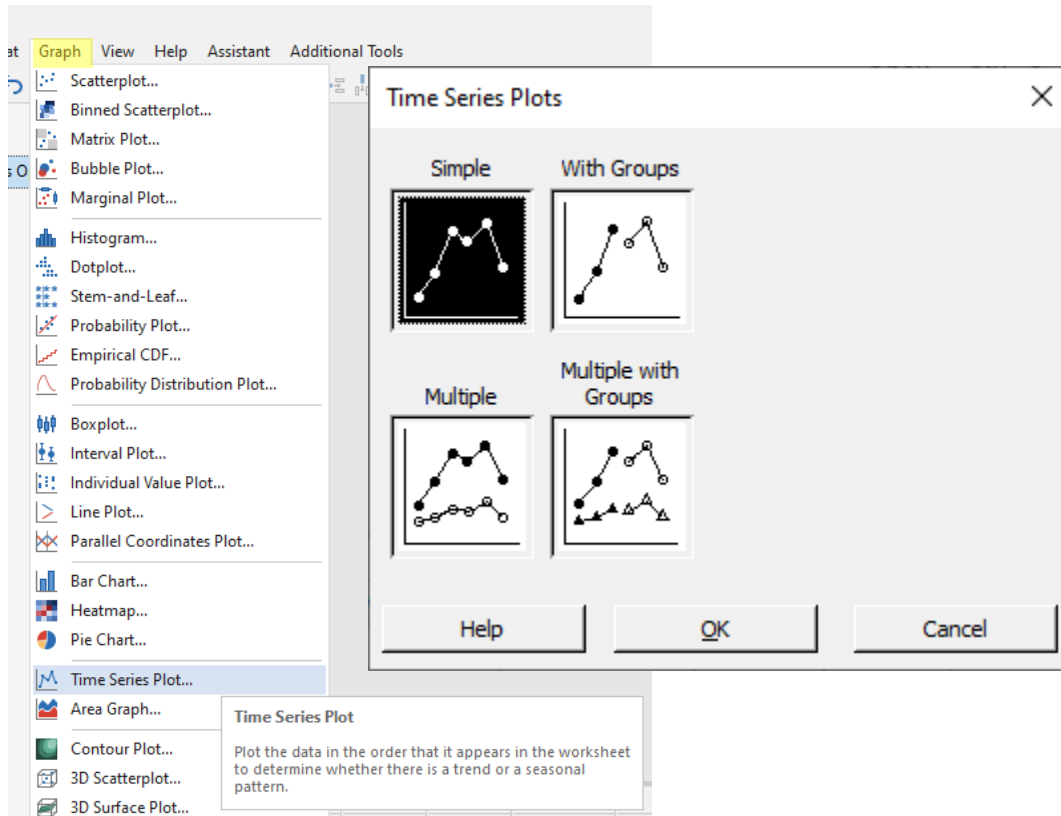 at Graph View Help Assistant Additional Tools
Scatterplot...
Binned Scatterplot...
Matrix Plot...
s O
Bubble Plot...
Marginal Plot...
Histogram...
Dotplot...
Stem-and-Leaf...
Probability Plot...
Empirical CDF...
Probability Distribution Plot...
Boxplot...
Interval Plot...
Individual Value Plot...
Line Plot...
Parallel Coordinates Plot...
Bar Chart...
Heatmap...
Pie Chart...
Time Series Plot...
Area Graph...
Contour Plot...
3D Scatterplot...
3D Surface Plot...
Time Series Plot
Plot the data in the order that it appears in the worksheet
to determine whether there is a trend or a seasonal
pattern.
Time Series Plots
Simple With Groups
Multiple Multiple with
Groups
Help OK Cancel